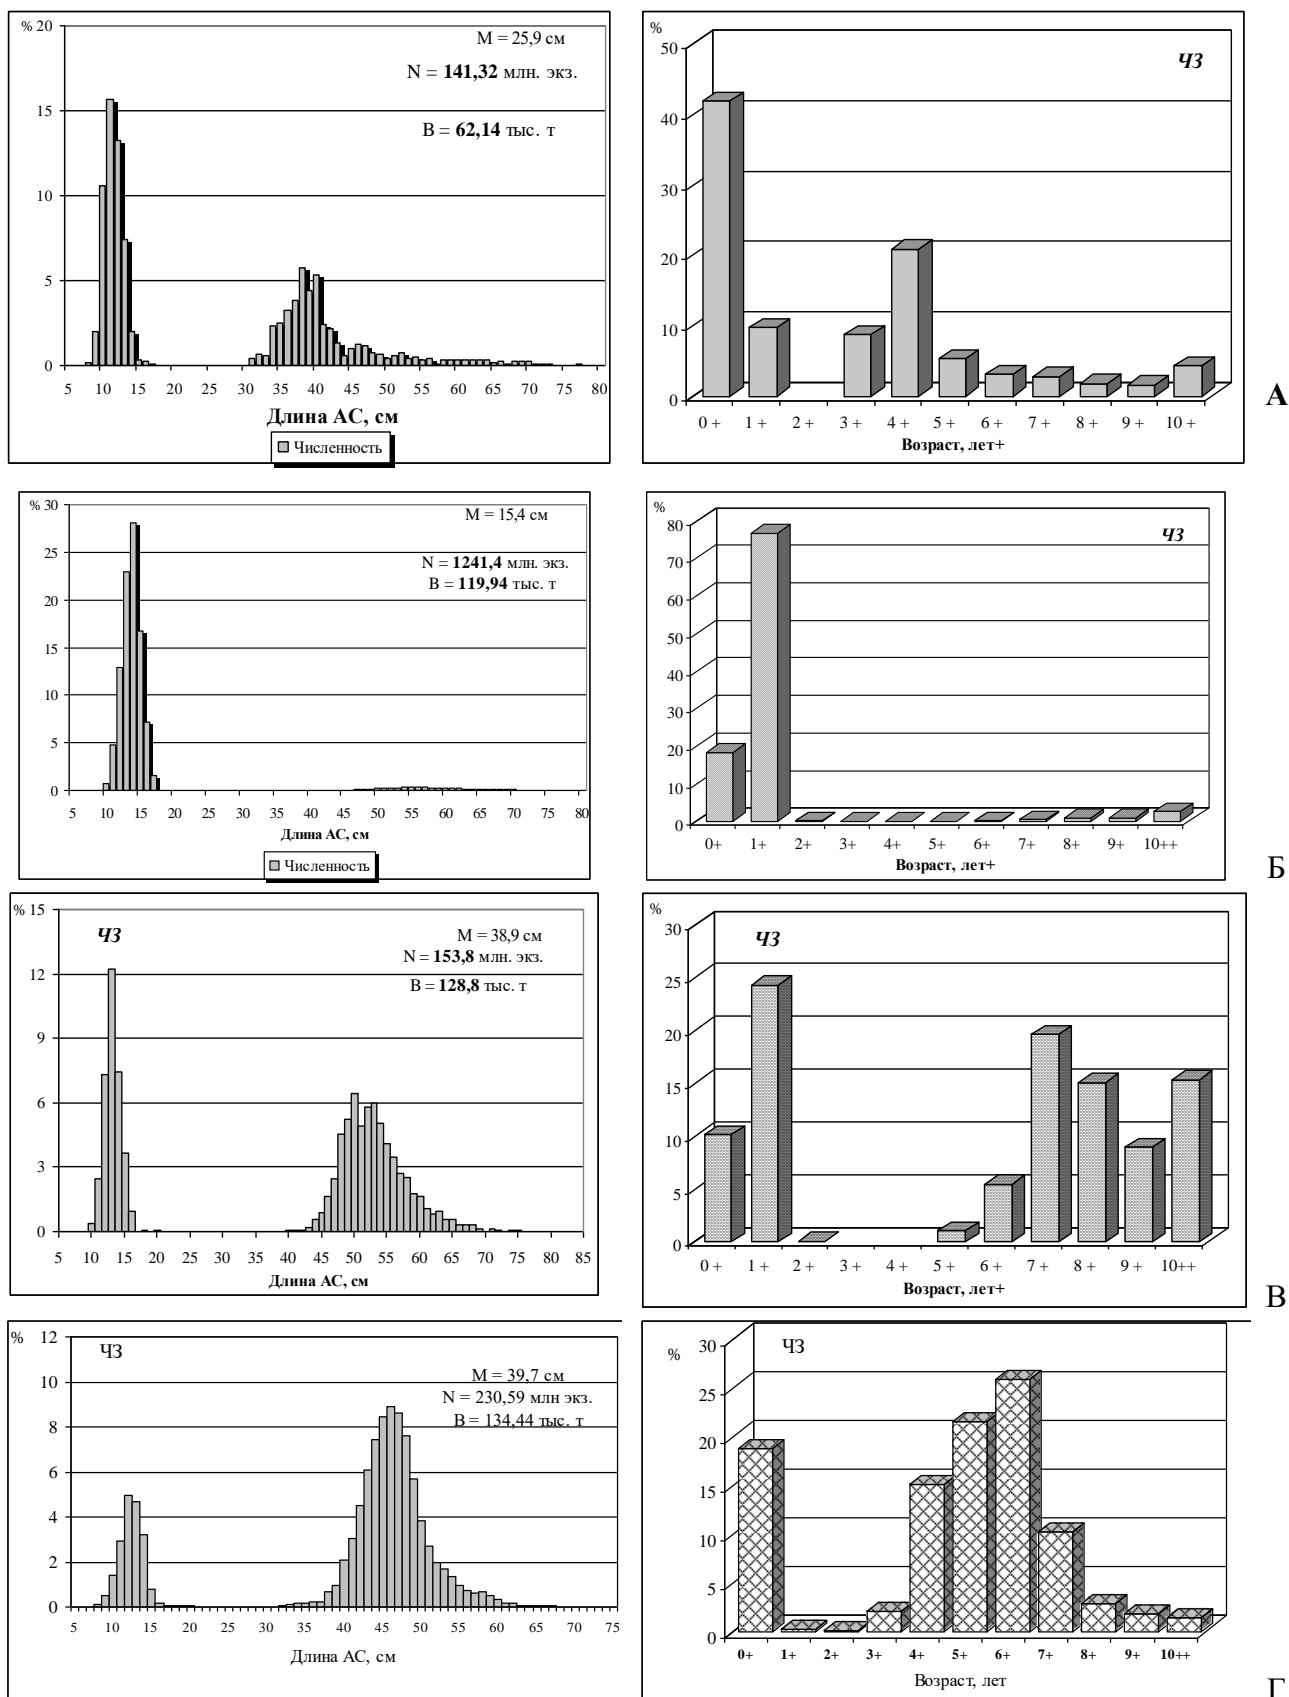 % 20
15
10
5
0
5 10 15 20 25 30 35 40 45 50 55 60 65 70 75 80
M = 25,9 см
N = 141,32 млн. экз.
B = 62,14 тыс. т
Длина АС, см
Численность
%
50
40
30
20
10
0
ЧЗ
0 + 1 + 2 + 3 + 4 + 5 + 6 + 7 + 8 + 9 + 10 +
Возраст, лет+
А
% 30
25
20
15
10
5
0
5 10 15 20 25 30 35 40 45 50 55 60 65 70 75 80
M = 15,4 см
N = 1241,4 млн. экз.
B = 119,94 тыс. т
Длина АС, см
Численность
%
80
70
60
50
40
30
20
10
0
ЧЗ
0+ 1+ 2+ 3+ 4+ 5+ 6+ 7+ 8+ 9+ 10++
Возраст, лет+
Б
% 15
12
9
6
3
0
ЧЗ
M = 38,9 см
N = 153,8 млн. экз.
B = 128,8 тыс. т
5 10 15 20 25 30 35 40 45 50 55 60 65 70 75 80 85
Длина АС, см
%
30
25
20
15
10
5
0
ЧЗ
0 + 1 + 2 + 3 + 4 + 5 + 6 + 7 + 8 + 9 + 10++
Возраст, лет+
В
% 12
10
8
6
4
2
0
ЧЗ
M = 39,7 см
N = 230,59 млн экз.
B = 134,44 тыс. т
5 10 15 20 25 30 35 40 45 50 55 60 65 70 75
Длина АС, см
%
30
25
20
15
10
5
0
ЧЗ
0+ 1+ 2+ 3+ 4+ 5+ 6+ 7+ 8+ 9+ 10++
Возраст, лет
Г